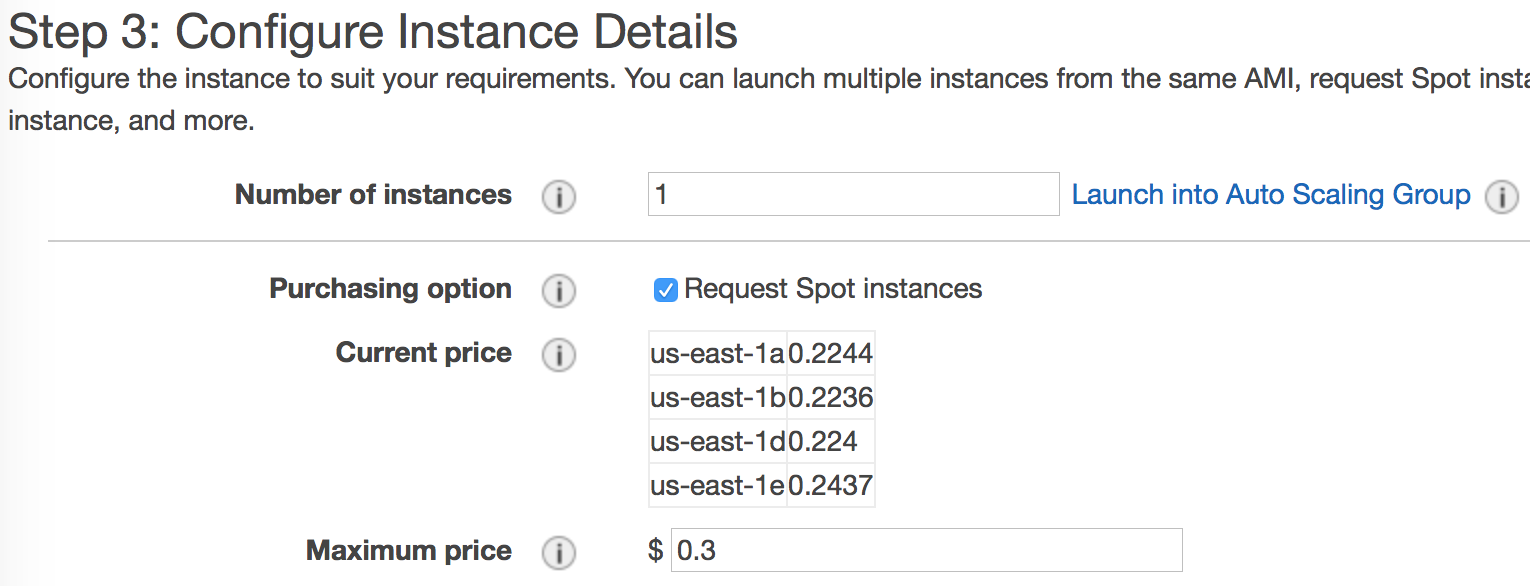 Step 3: Configure Instance Details
Configure the instance to suit your requirements. You can launch multiple instances from the same AMI, request Spot
instance, and more.
Number of instances i 1 Launch into Auto Scaling Group i
Purchasing option i Request Spot instances
Current price i us-east-1a 0.2244
us-east-1b 0.2236
us-east-1d 0.224
us-east-1e 0.2437
Maximum price i $ 0.3